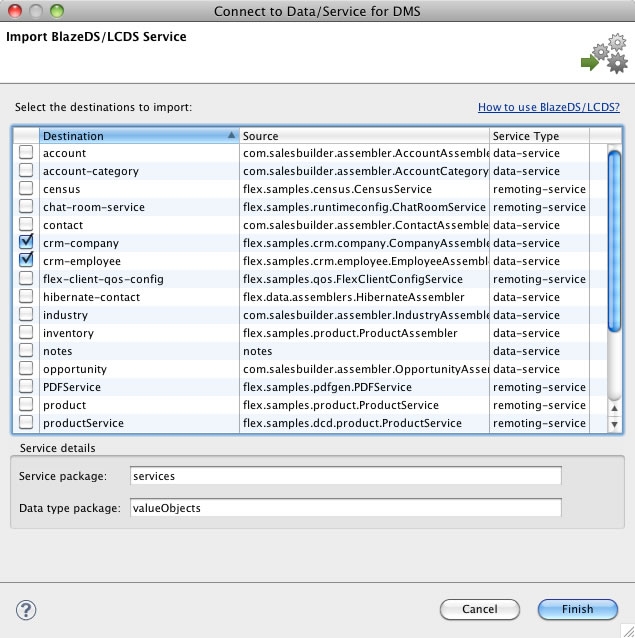 Connect to Data/Service for DMS
Import BlazeDS/LCDS Service
Select the destinations to import: How to use BlazeDS/LCDS?
Destination Source Service Type
account com.salesbuilder.assembler.AccountAssemble data-service
account-category com.salesbuilder.assembler.AccountCategory data-service
census flex.samples.census.CensusService remoting-service
chat-room-service flex.samples.runtimeconfig.ChatRoomService remoting-service
contact com.salesbuilder.assembler.ContactAssemble data-service
crm-company flex.samples.crm.company.CompanyAssemb data-service
crm-employee flex.samples.crm.employee.EmployeeAssembl data-service
flex-client-qos-config flex.samples.qos.FlexClientConfigService remoting-service
hibernate-contact flex.data.assemblers.HibernateAssembler data-service
industry com.salesbuilder.assembler.IndustryAssembl data-service
inventory flex.samples.product.ProductAssembler data-service
notes notes data-service
opportunity com.salesbuilder.assembler.OpportunityAsser data-service
PDFService flex.samples.pdfgen.PDFService remoting-service
product flex.samples.product.ProductService remoting-service
productService flex.samples.dcd.product.ProductService remoting-service
Service details
Service package: services
Data type package: valueObjects
? Cancel Finish